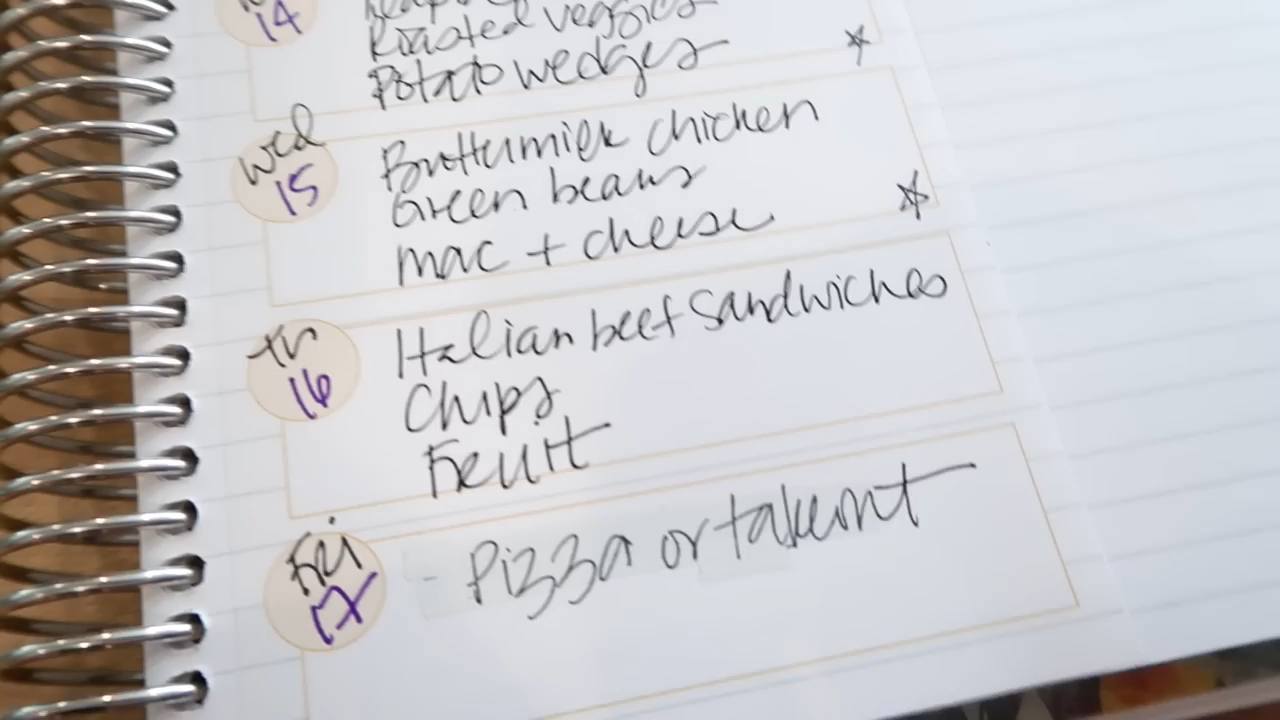 14
Roasted veggies
Potato wedges
Wed
15
Buttermilk chicken
Green beans
mac + cheese
Th
16
Italian beef sandwiches
Chips
Fruit
Fri
17
- Pizza or takeout